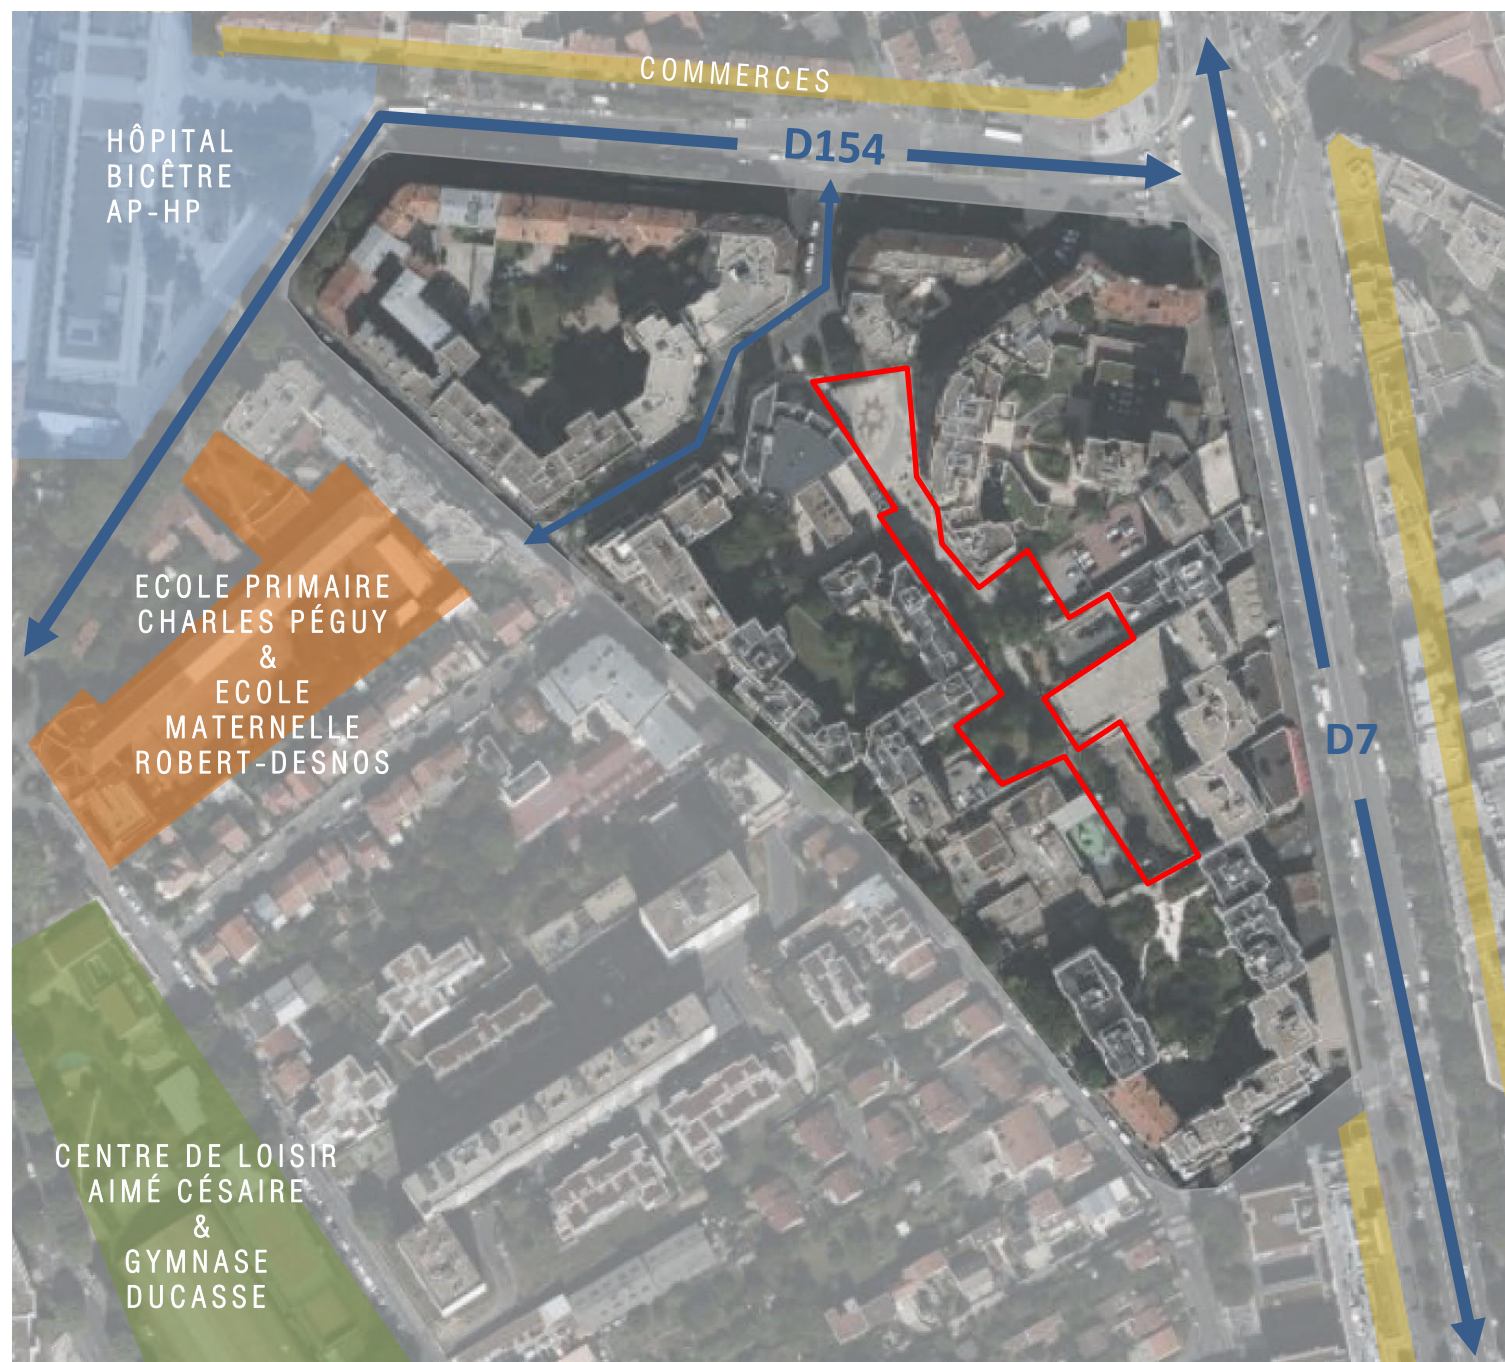 COMMERCES
HÔPITAL
BICÊTRE
AP-HP
D154
ECOLE PRIMAIRE
CHARLES PÉGUY
&
ECOLE
MATERNELLE
ROBERT-DESNOS
D7
CENTRE DE LOISIR
AIMÉ CÉSAIRE
&
GYMNASE
DUCASSE